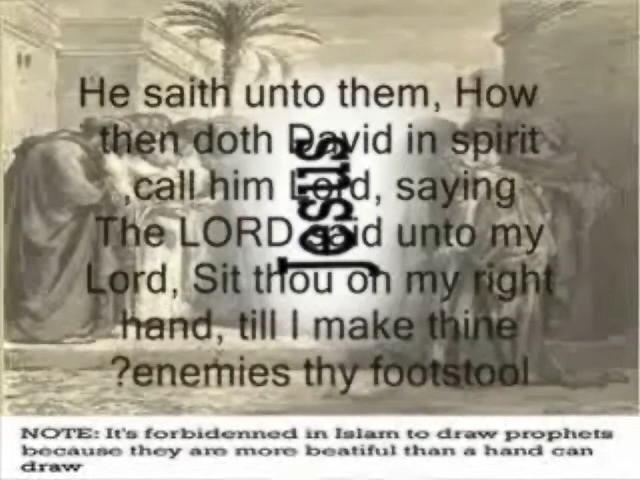 He saith unto them, How
then doth David in spirit
,call him Lord, saying
The LORD said unto my
Lord, Sit thou on my right
hand, till I make thine
?enemies thy footstool
Jesus
NOTE: It's forbidenned in Islam to draw prophets
because they are more beatiful than a hand can
draw